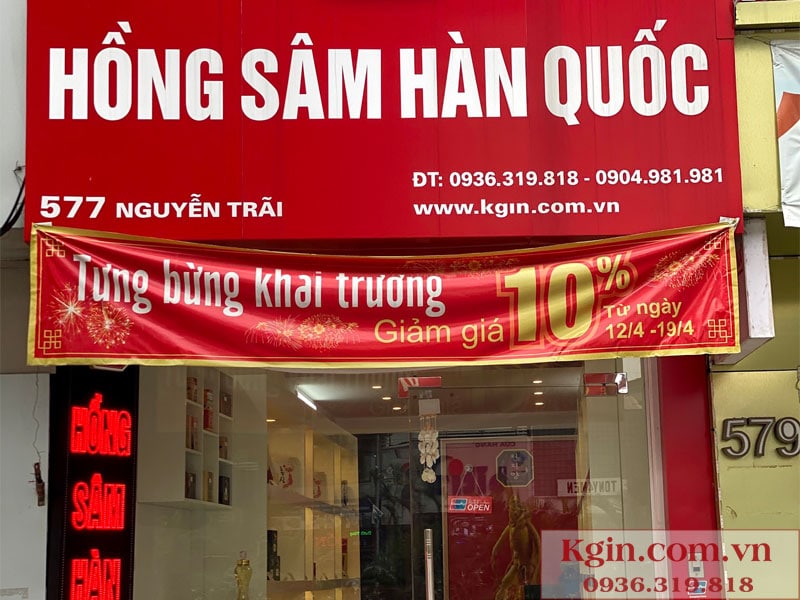 HỒNG SÂM HÀN QUỐC
ĐT: 0936.319.818 - 0904.981.981
577 NGUYỄN TRÃI
www.kgin.com.vn
Tưng bừng khai trương
Giảm giá 10%
Từ ngày
12/4 -19/4
HỒNG
SÂM
HÀN
579
CỬA HÀNG
OPEN
Kgin.com.vn
0936.319.818